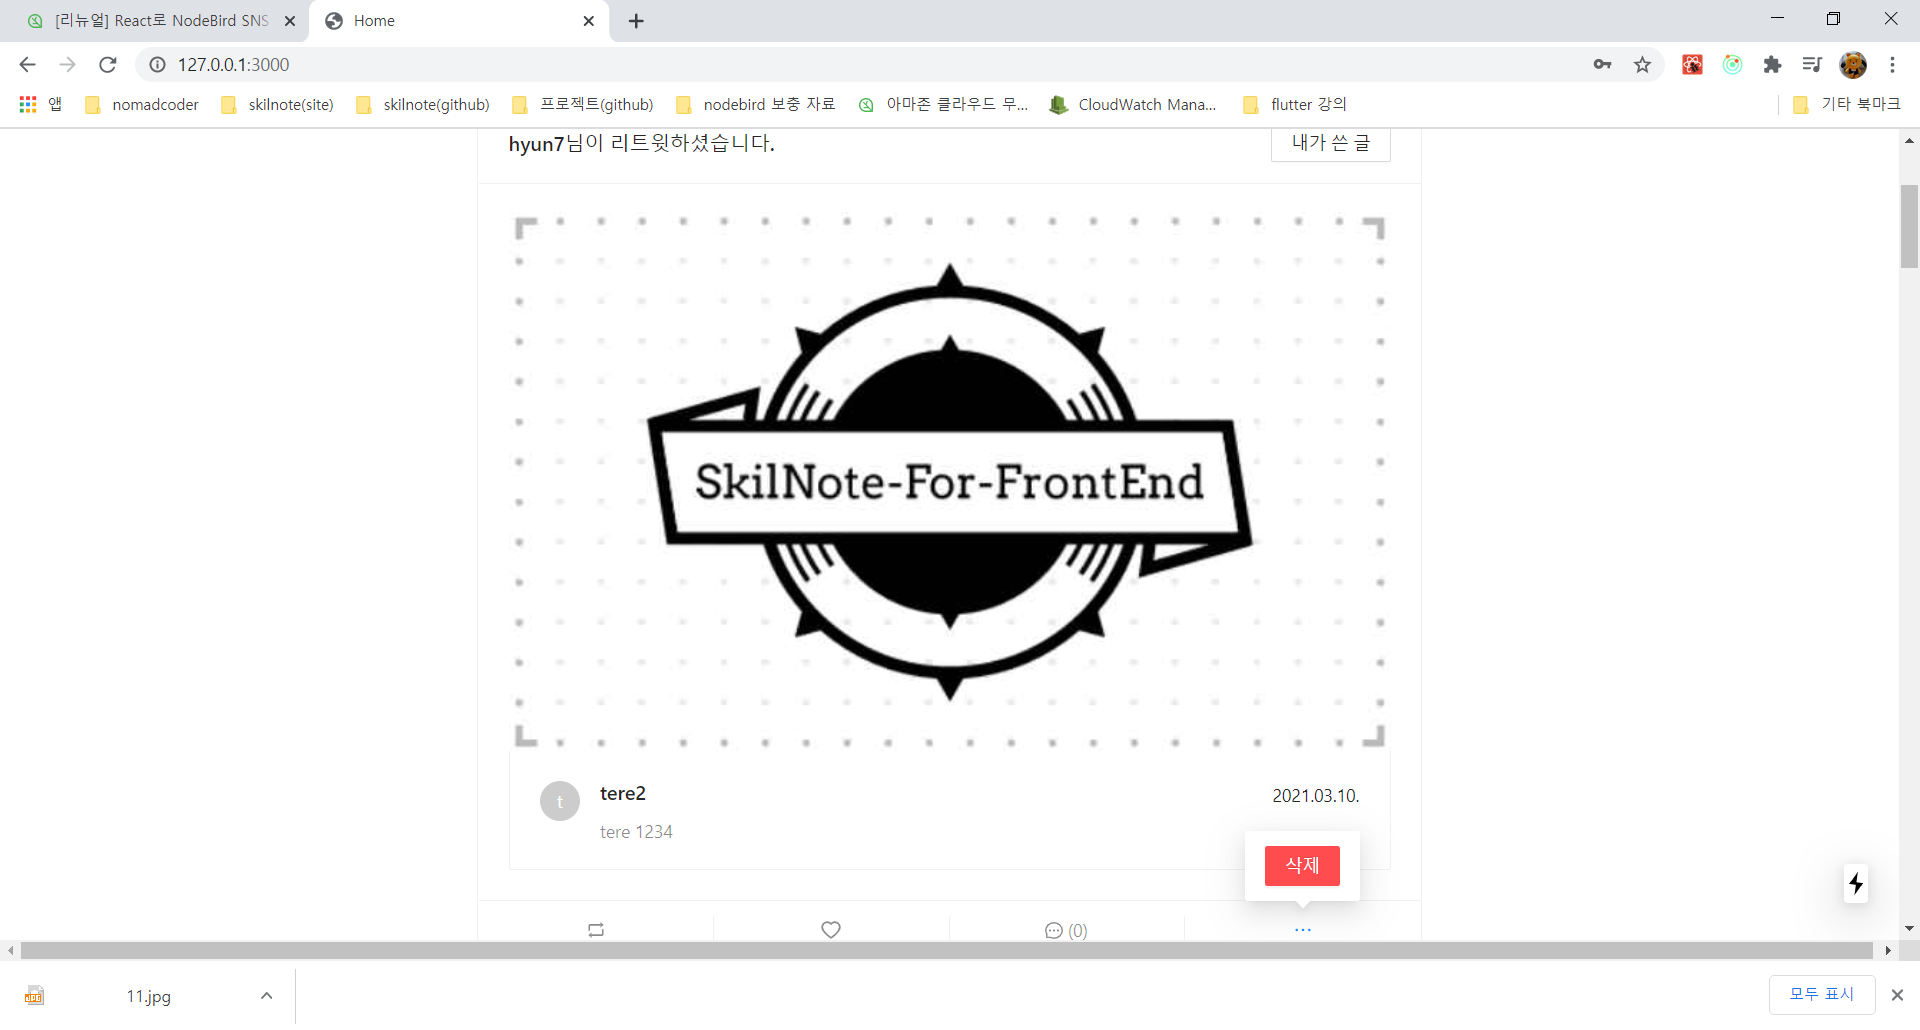 [리뉴얼] React로 NodeBird SNS
Home
127.0.0.1:3000
앱
nomadcoder
skilnote(site)
skilnote(github)
프로젝트(github)
nodebird 보충 자료
아마존 클라우드 무...
CloudWatch Mana...
flutter 강의
기타 북마크
hyun7님이 리트윗하셨습니다.
내가 쓴 글
SkilNote-For-FrontEnd
t
tere2
2021.03.10.
tere 1234
삭제
(0)
11.jpg
모두 표시